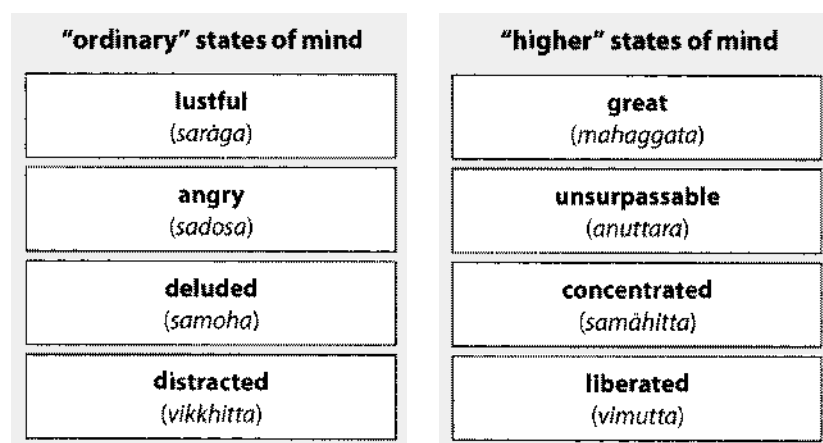 "ordinary" states of mind
lustful
(sarāga)
angry
(sadosa)
deluded
(samoha)
distracted
(vikkhitta)
"higher" states of mind
great
(mahaggata)
unsurpassable
(anuttara)
concentrated
(samāhitta)
liberated
(vimutta)